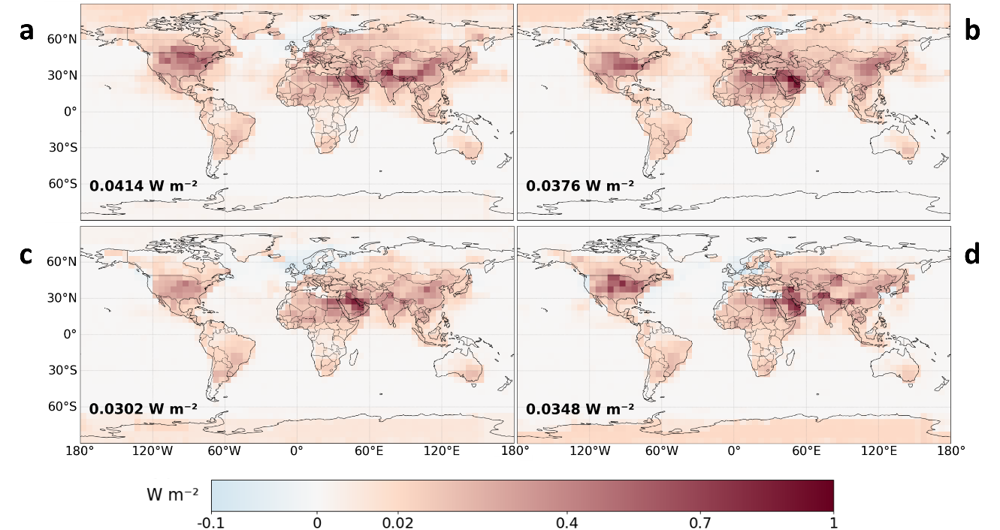 a
b
60°N
30°N
0°
30°S
60°S
0.0414 W m⁻²
0.0376 W m⁻²
c
d
60°N
30°N
0°
30°S
60°S
0.0302 W m⁻²
0.0348 W m⁻²
180° 120°W 60°W 0° 60°E 120°E 180° 120°W 60°W 0° 60°E 120°E 180°
W m⁻²
-0.1 0 0.02 0.4 0.7 1